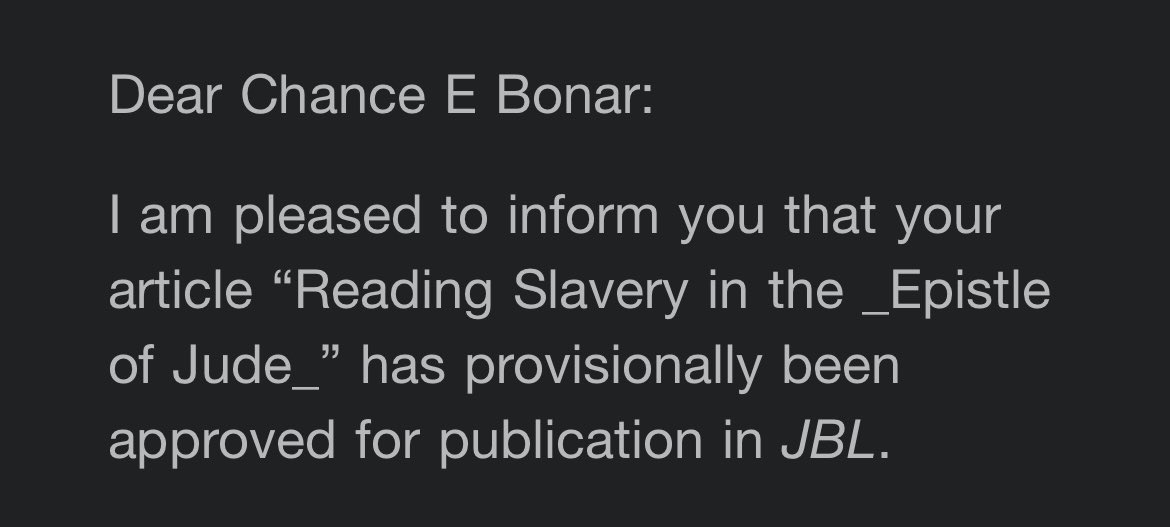 Dear Chance E Bonar:
I am pleased to inform you that your
article “Reading Slavery in the _Epistle
of Jude_” has provisionally been
approved for publication in JBL.